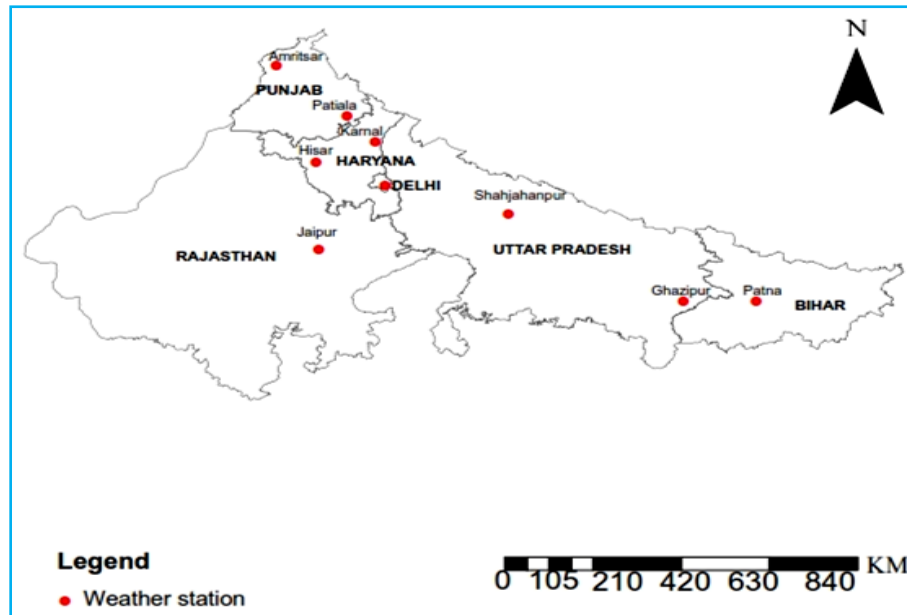 N
Amritsar
PUNJAB
Patiala
Karnal
Hisar
HARYANA
DELHI
Shahjahanpur
Jaipur
RAJASTHAN
UTTAR PRADESH
Ghazipur
Patna
BIHAR
Legend
Weather station
KM
0 105 210 420 630 840